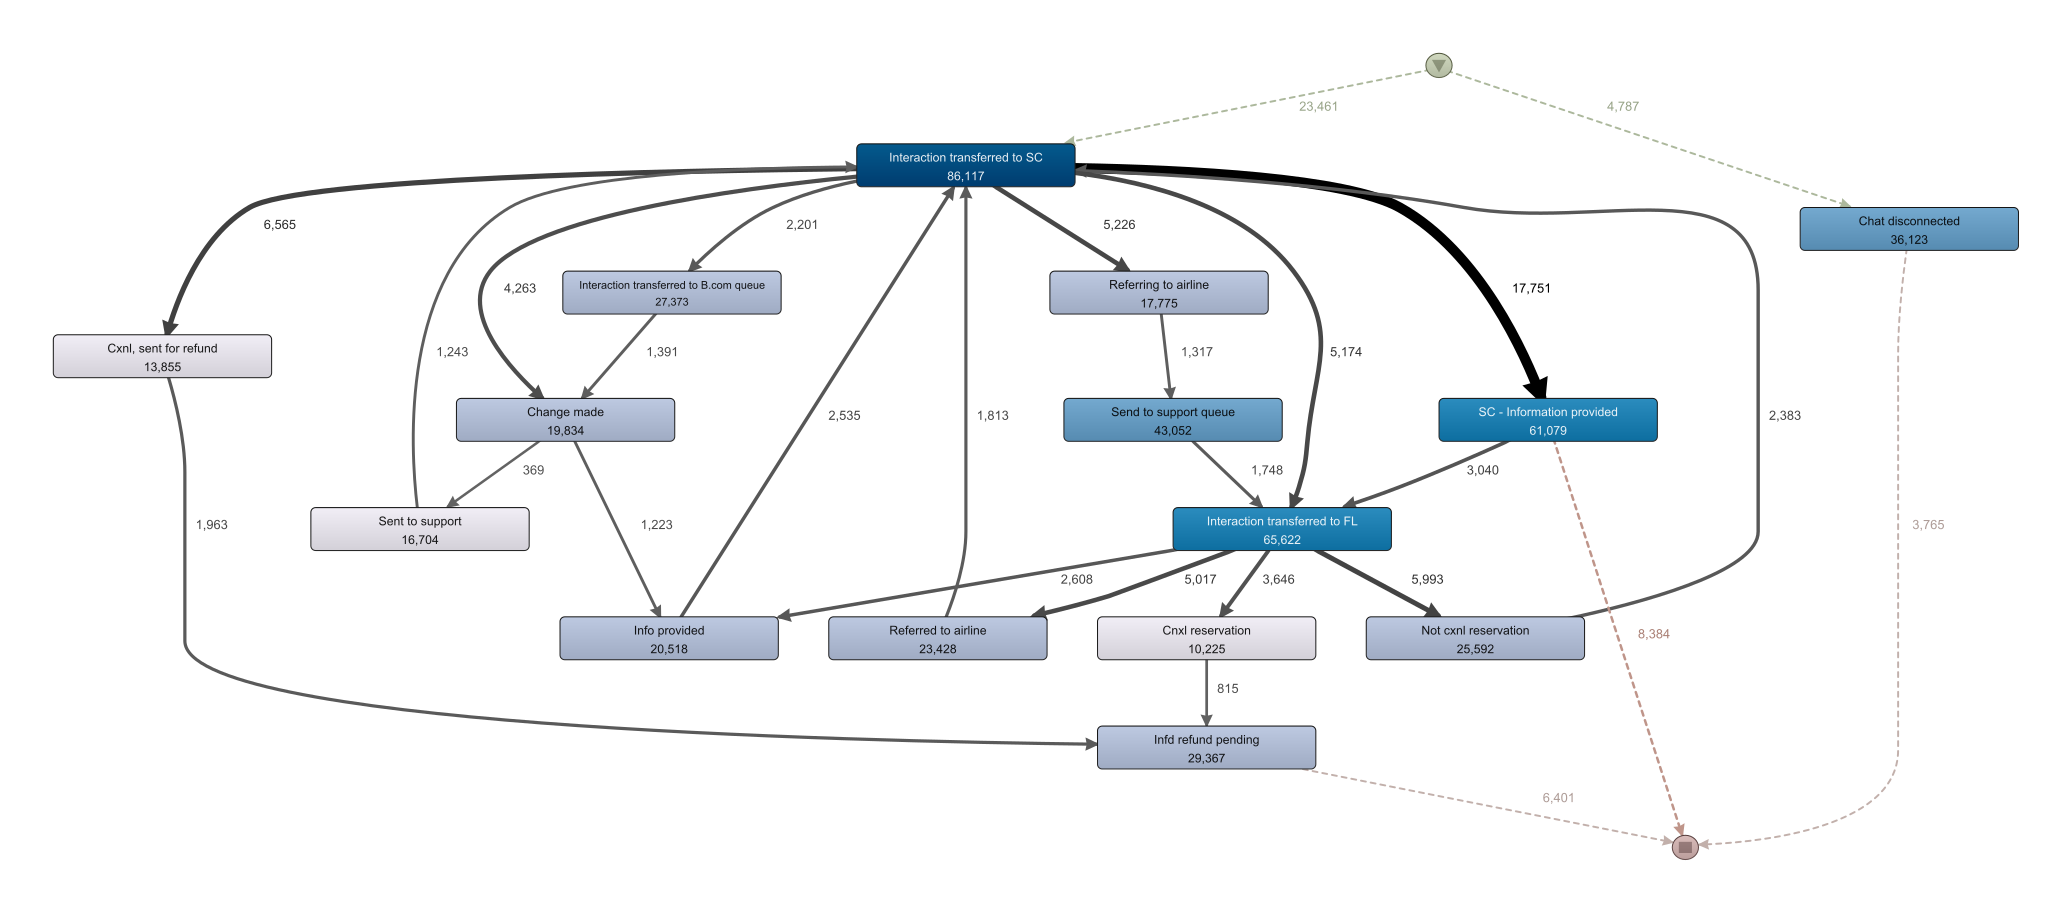 23,461
4,787
Interaction transferred to SC
86,117
Chat disconnected
36,123
6,565
2,201
5,226
4,263
17,751
Interaction transferred to B.com queue
27,373
Referring to airline
17,775
Cxnl, sent for refund
13,855
1,243
1,391
1,317
5,174
Change made
19,834
2,535
1,813
Send to support queue
43,052
SC - Information provided
61,079
2,383
369
1,748
3,040
Sent to support
16,704
1,963
1,223
Interaction transferred to FL
65,622
3,765
2,608
5,017
3,646
5,993
Info provided
20,518
Referred to airline
23,428
Cnxl reservation
10,225
Not cxnl reservation
25,592
8,384
815
Infd refund pending
29,367
6,401